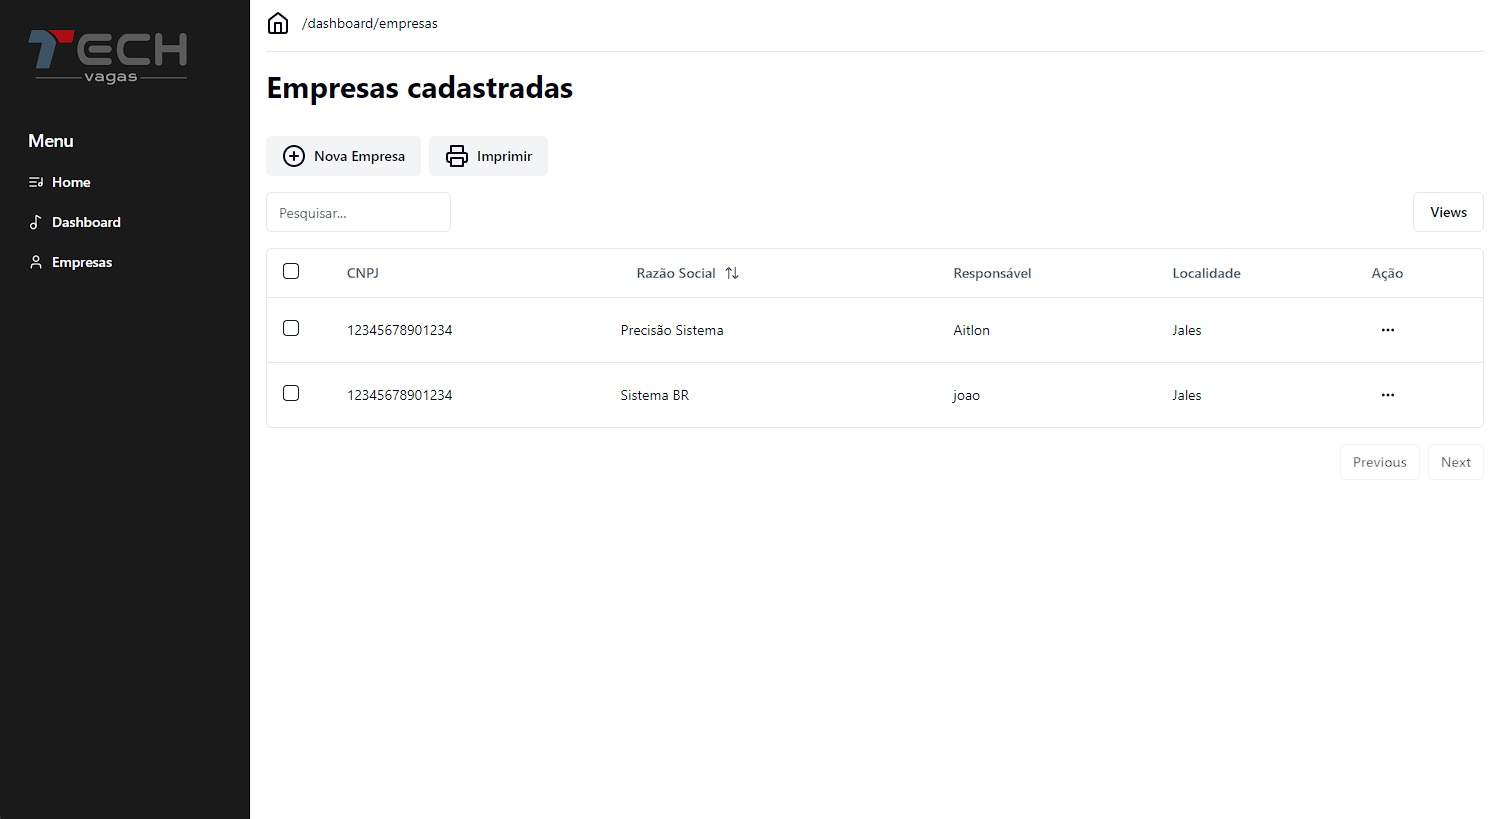 TECH
vagas
Menu
Home
Dashboard
Empresas
/dashboard/empresas
Empresas cadastradas
Nova Empresa
Imprimir
Pesquisar...
Views
CNPJ Razão Social Responsável Localidade Ação
12345678901234 Precisão Sistema Aitlon Jales ...
12345678901234 Sistema BR joao Jales ...
Previous Next